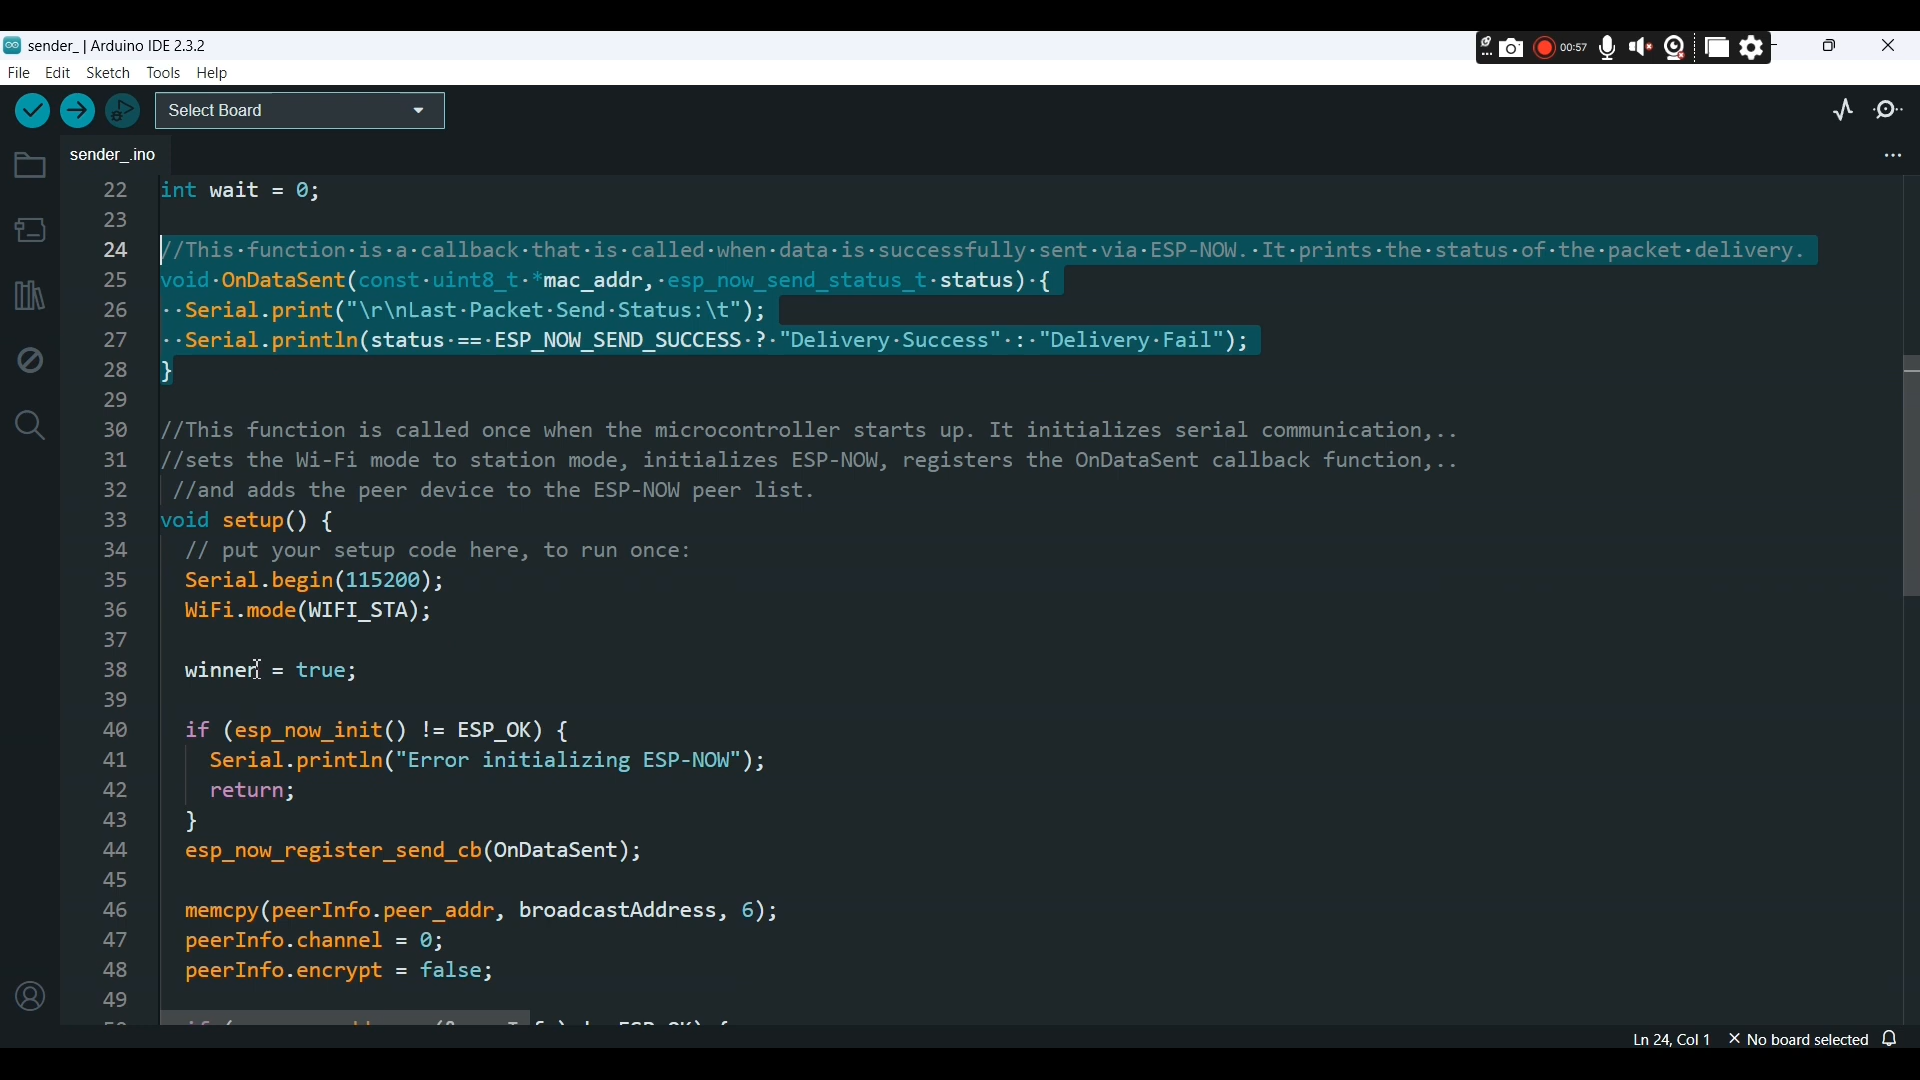 sender_ | Arduino IDE 2.3.2
00:57
File Edit Sketch Tools Help
Select Board
sender_.ino
22 int wait = 0;
23
24 //This·function·is·a·callback·that·is·called·when·data·is·successfully·sent·via·ESP-NOW.·It·prints·the·status·of·the·packet·delivery.
25 void·OnDataSent(const·uint8_t·*mac_addr,·esp_now_send_status_t·status)·{
26 ··Serial.print("\r\nLast·Packet·Send·Status:\t");
27 ··Serial.println(status·==·ESP_NOW_SEND_SUCCESS·?·"Delivery·Success"·:·"Delivery·Fail");
28 }
29
30 //This function is called once when the microcontroller starts up. It initializes serial communication,..
31 //sets the Wi-Fi mode to station mode, initializes ESP-NOW, registers the OnDataSent callback function,..
32 //and adds the peer device to the ESP-NOW peer list.
33 void setup() {
34 // put your setup code here, to run once:
35 Serial.begin(115200);
36 WiFi.mode(WIFI_STA);
37
38 winner = true;
39
40 if (esp_now_init() != ESP_OK) {
41 Serial.println("Error initializing ESP-NOW");
42 return;
43 }
44 esp_now_register_send_cb(OnDataSent);
45
46 memcpy(peerInfo.peer_addr, broadcastAddress, 6);
47 peerInfo.channel = 0;
48 peerInfo.encrypt = false;
49
Ln 24, Col 1 × No board selected